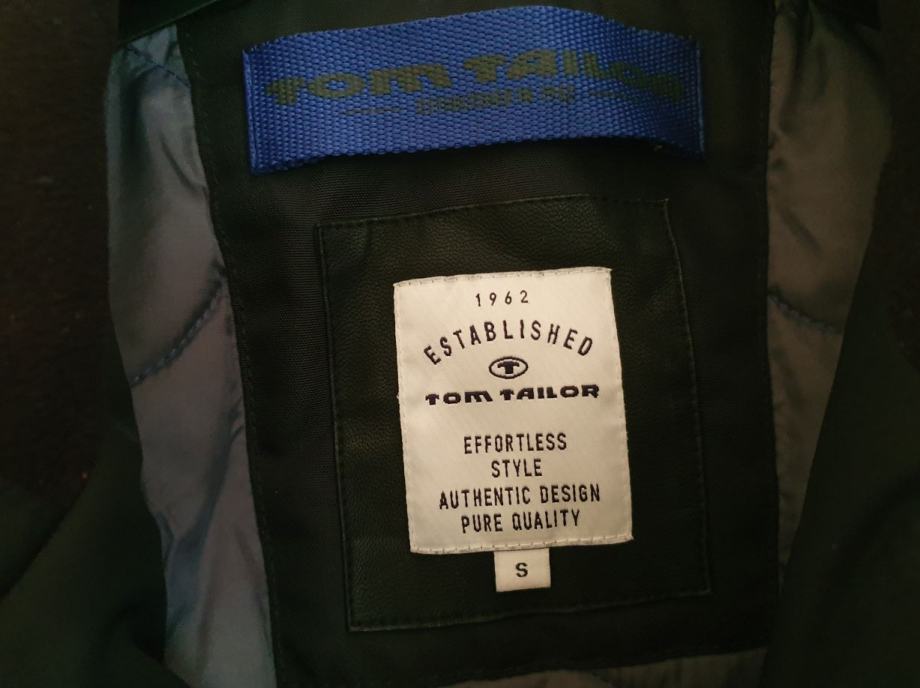 TOM TAILOR
1962
ESTABLISHED
T
TOM TAILOR
EFFORTLESS
STYLE
AUTHENTIC DESIGN
PURE QUALITY
S